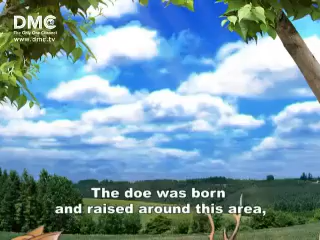 DMC
The Only One Channel
www.dmc.tv
The doe was born
and raised around this area,